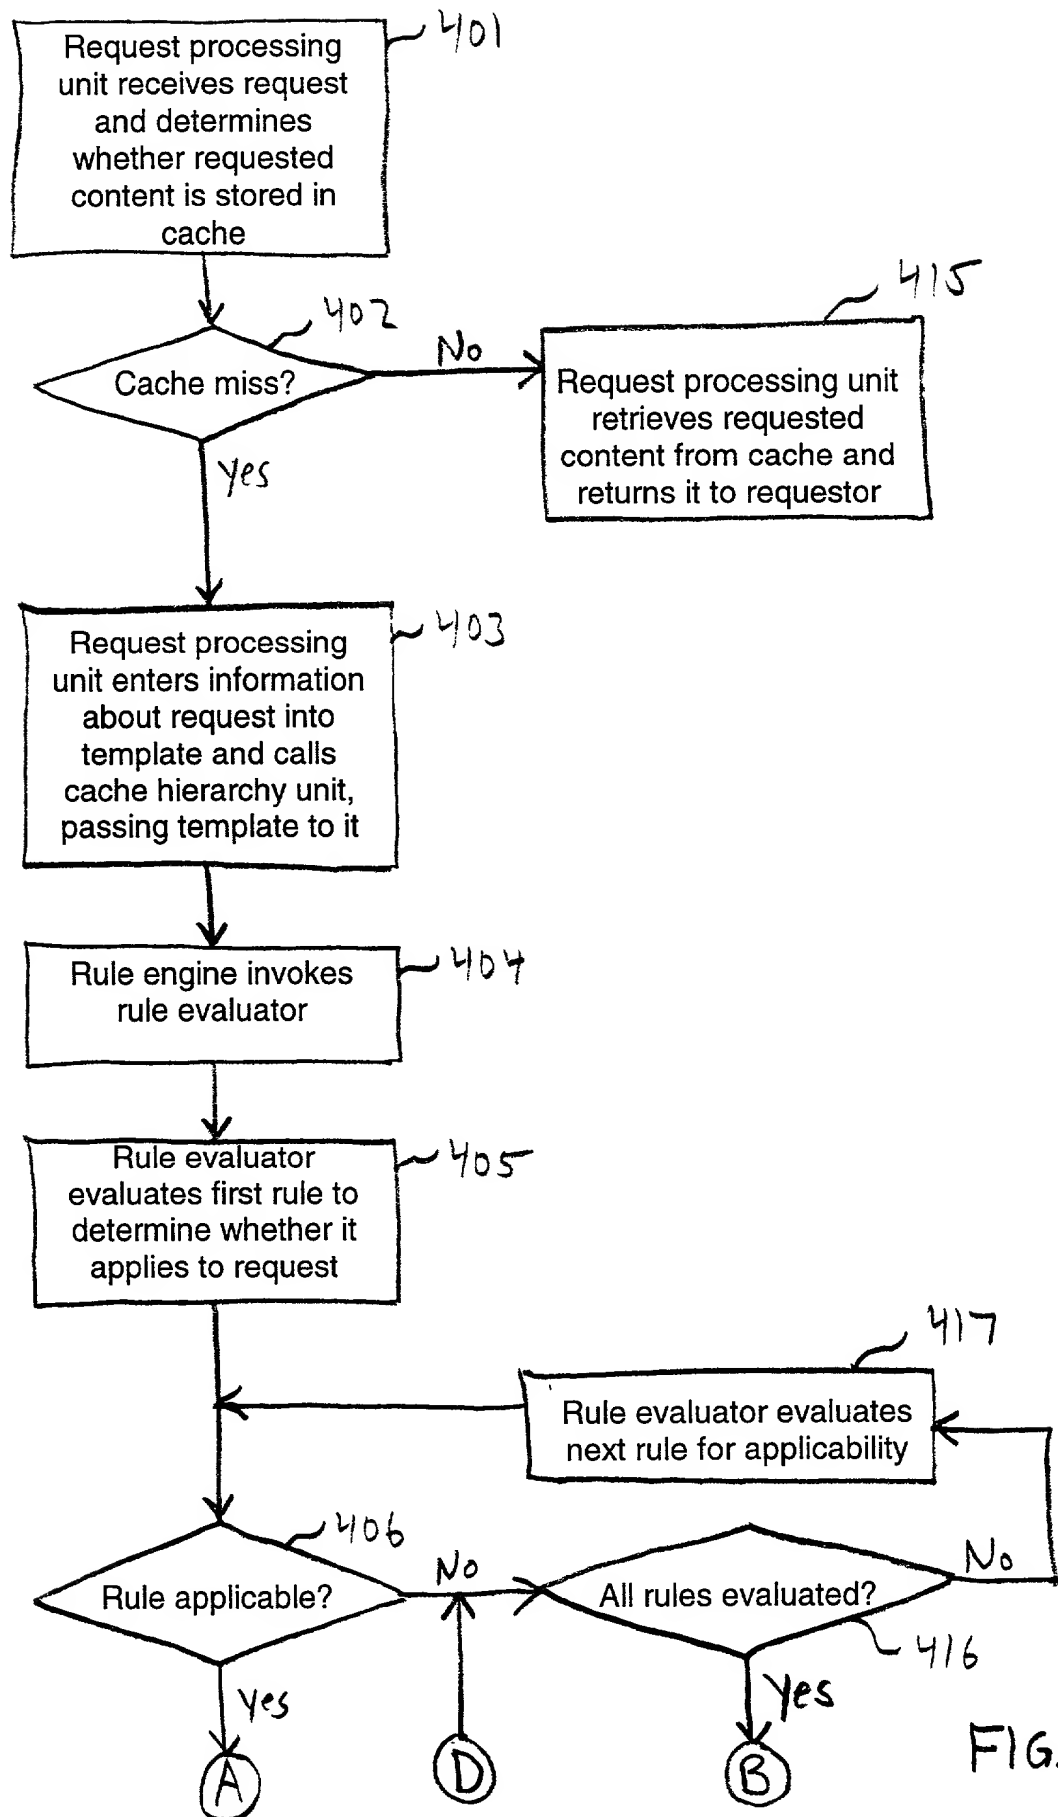 401
Request processing
unit receives request
and determines
whether requested
content is stored in
cache
402
Cache miss?
No
415
Request processing unit
retrieves requested
content from cache and
returns it to requestor
yes
403
Request processing
unit enters information
about request into
template and calls
cache hierarchy unit,
passing template to it
404
Rule engine invokes
rule evaluator
405
Rule evaluator
evaluates first rule to
determine whether it
applies to request
417
Rule evaluator evaluates
next rule for applicability
406
Rule applicable?
No
All rules evaluated?
No
416
yes
yes
A
D
B
FIG.